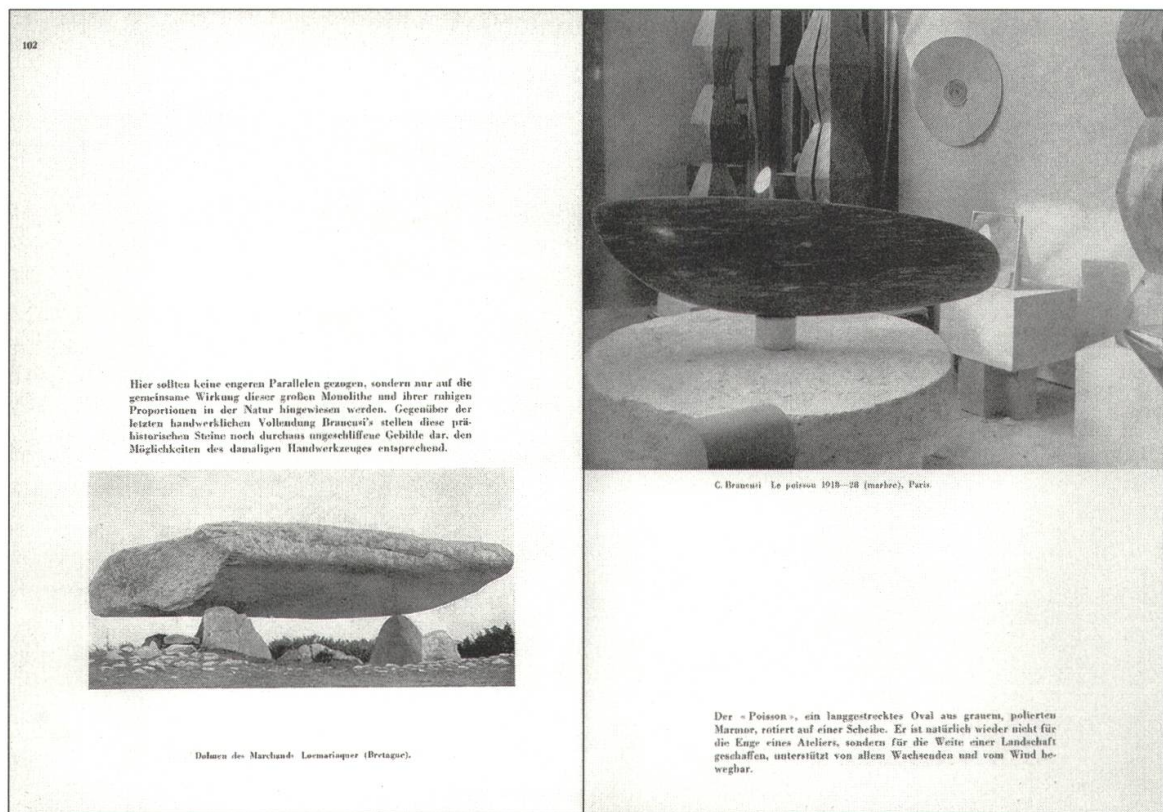 102
Hier sollten keine engeren Parallelen gezogen, sondern nur auf die
gemeinsame Wirkung dieser großen Monolithe und ihrer ruhigen
Proportionen in der Natur hingewiesen werden. Gegenüber der
letzten handwerklichen Vollendung Brancusi's stellen diese prä-
historischen Steine noch durchaus ungeschliffene Gebilde dar, den
Möglichkeiten des damaligen Handwerkzeuges entsprechend.
Dolmen des Marchands Locmariaquer (Bretagne).
C. Brancusi Le poisson 1918—28 (marbre), Paris.
Der «Poisson», ein langgestrecktes Oval aus grauem, polierten
Marmor, rotiert auf einer Scheibe. Er ist natürlich wieder nicht für
die Enge eines Ateliers, sondern für die Weite einer Landschaft
geschaffen, unterstützt von allem Wachsenden und vom Wind be-
wegbar.